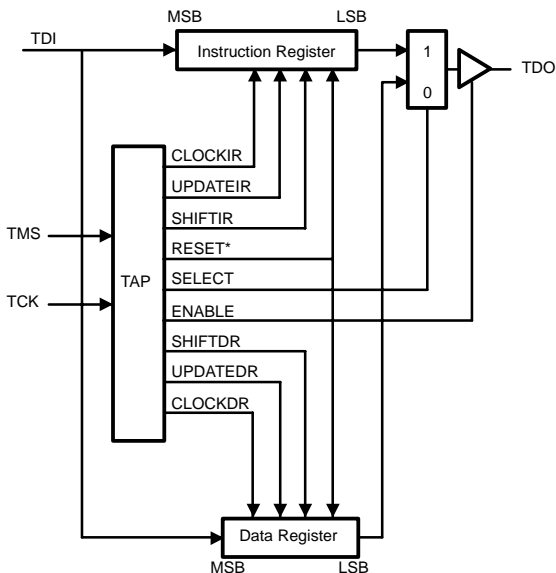 MSB LSB
TDI Instruction Register 1 TDO
0
CLOCKIR
UPDATEIR
SHIFTIR
TMS
RESET*
TAP
SELECT
TCK
ENABLE
SHIFTDR
UPDATEDR
CLOCKDR
Data Register
MSB LSB